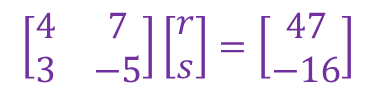 [4 7] [r] = [47]
[3 −5] [s] [−16]